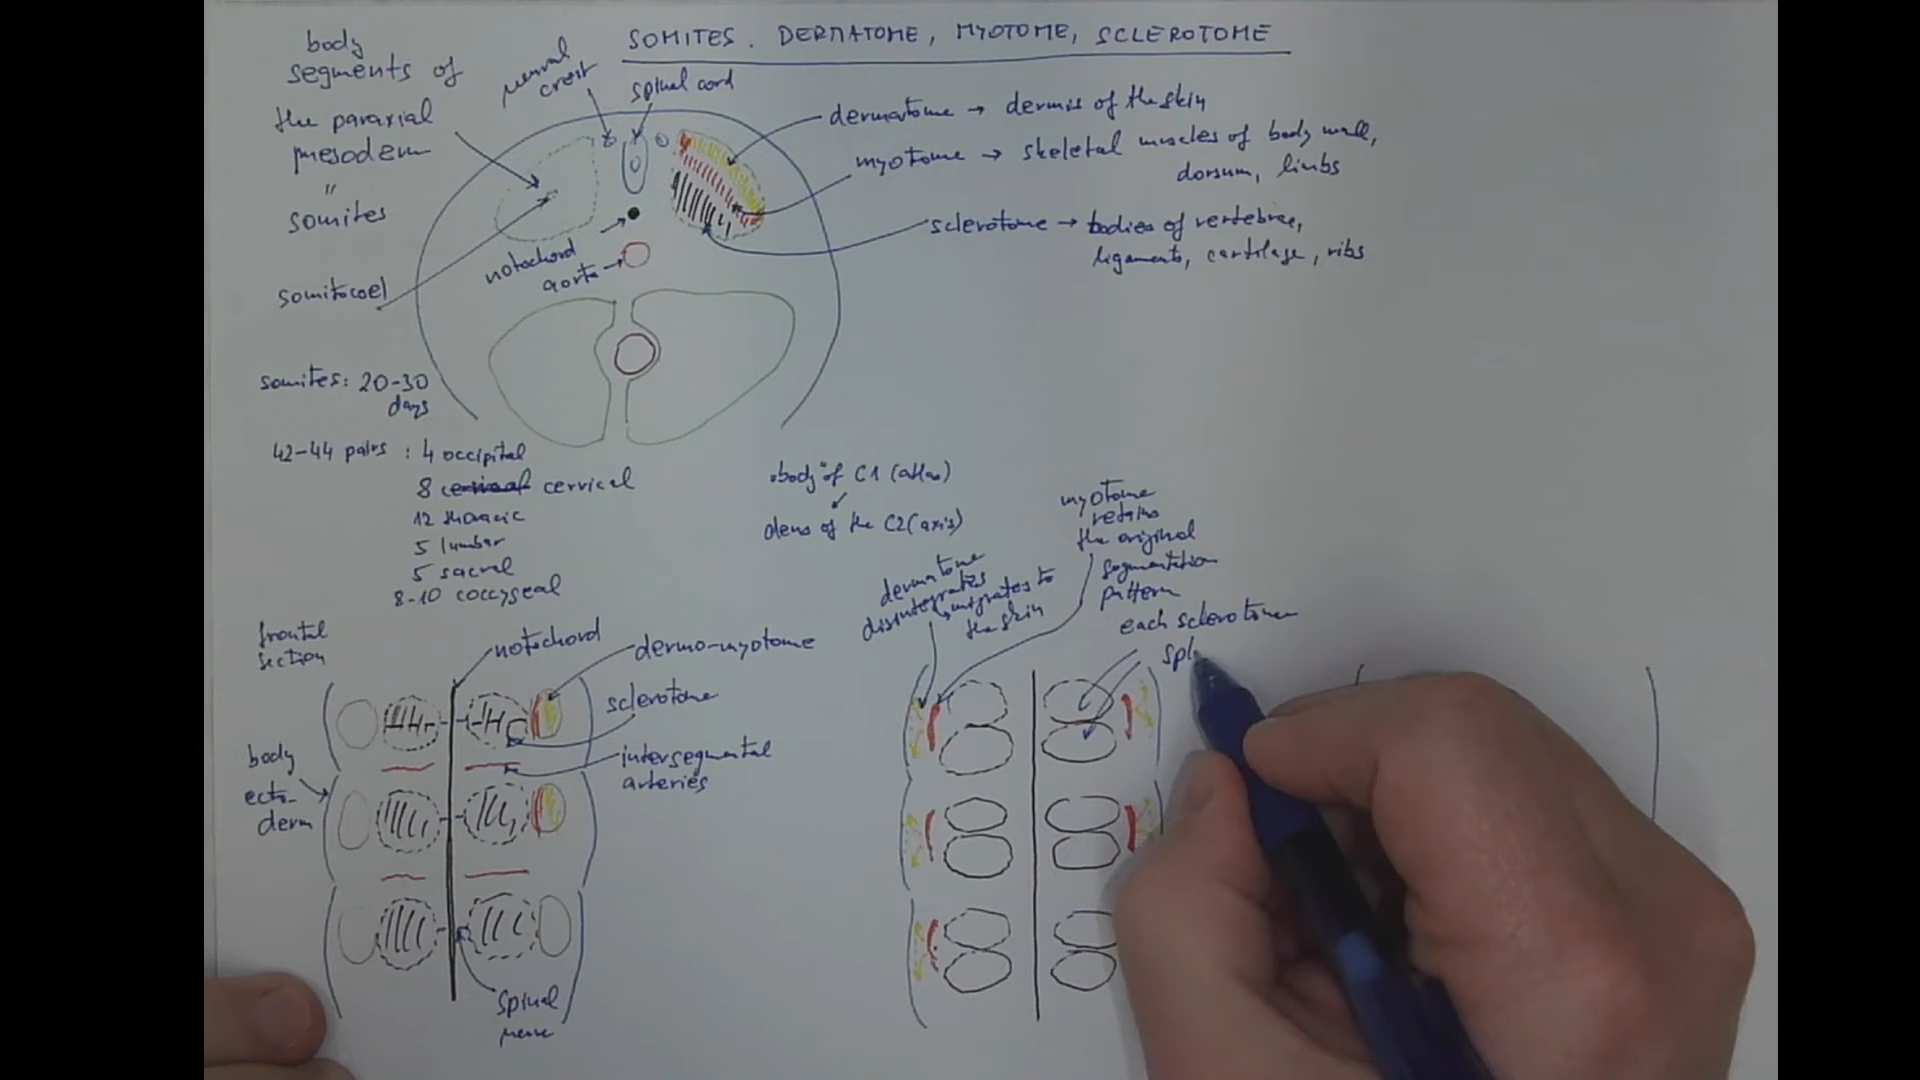 SOMITES. DERMATOME, MYOTOME, SCLEROTOME
body
segments of
the paraxial
mesoderm
"
somites
somitocoel
neural
crest
spinal cord
notochord
aorta
dermatome → dermis of the skin
myotome → skeletal muscles of body wall,
dorsum, limbs
sclerotome → bodies of vertebrae,
ligaments, cartilage, ribs
somites: 20-30
days
42-44 pairs : 4 occipital
8 cervical
12 thoracic
5 lumbar
5 sacral
8-10 coccygeal
"body" of C1 (atlas)
dens of the C2 (axis)
frontal
section
notochord
dermo-myotome
sclerotome
intersegmental
arteries
body
ecto-
derm
spinal
nerve
dermatome
disintegrates
migrates to
the skin
myotome
retains
the original
segmentation
pattern
each sclerotome
spl